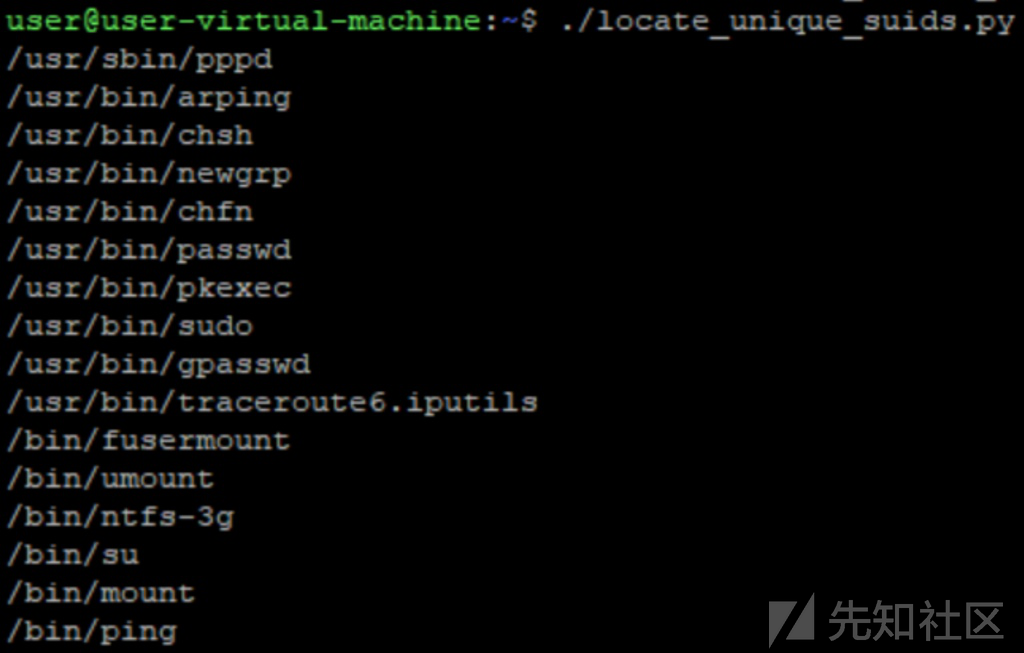 user@user-virtual-machine:~$ ./locate_unique_suids.py
/usr/sbin/pppd
/usr/bin/arping
/usr/bin/chsh
/usr/bin/newgrp
/usr/bin/chfn
/usr/bin/passwd
/usr/bin/pkexec
/usr/bin/sudo
/usr/bin/gpasswd
/usr/bin/traceroute6.iputils
/bin/fusermount
/bin/umount
/bin/ntfs-3g
/bin/su
/bin/mount
/bin/ping
先知社区